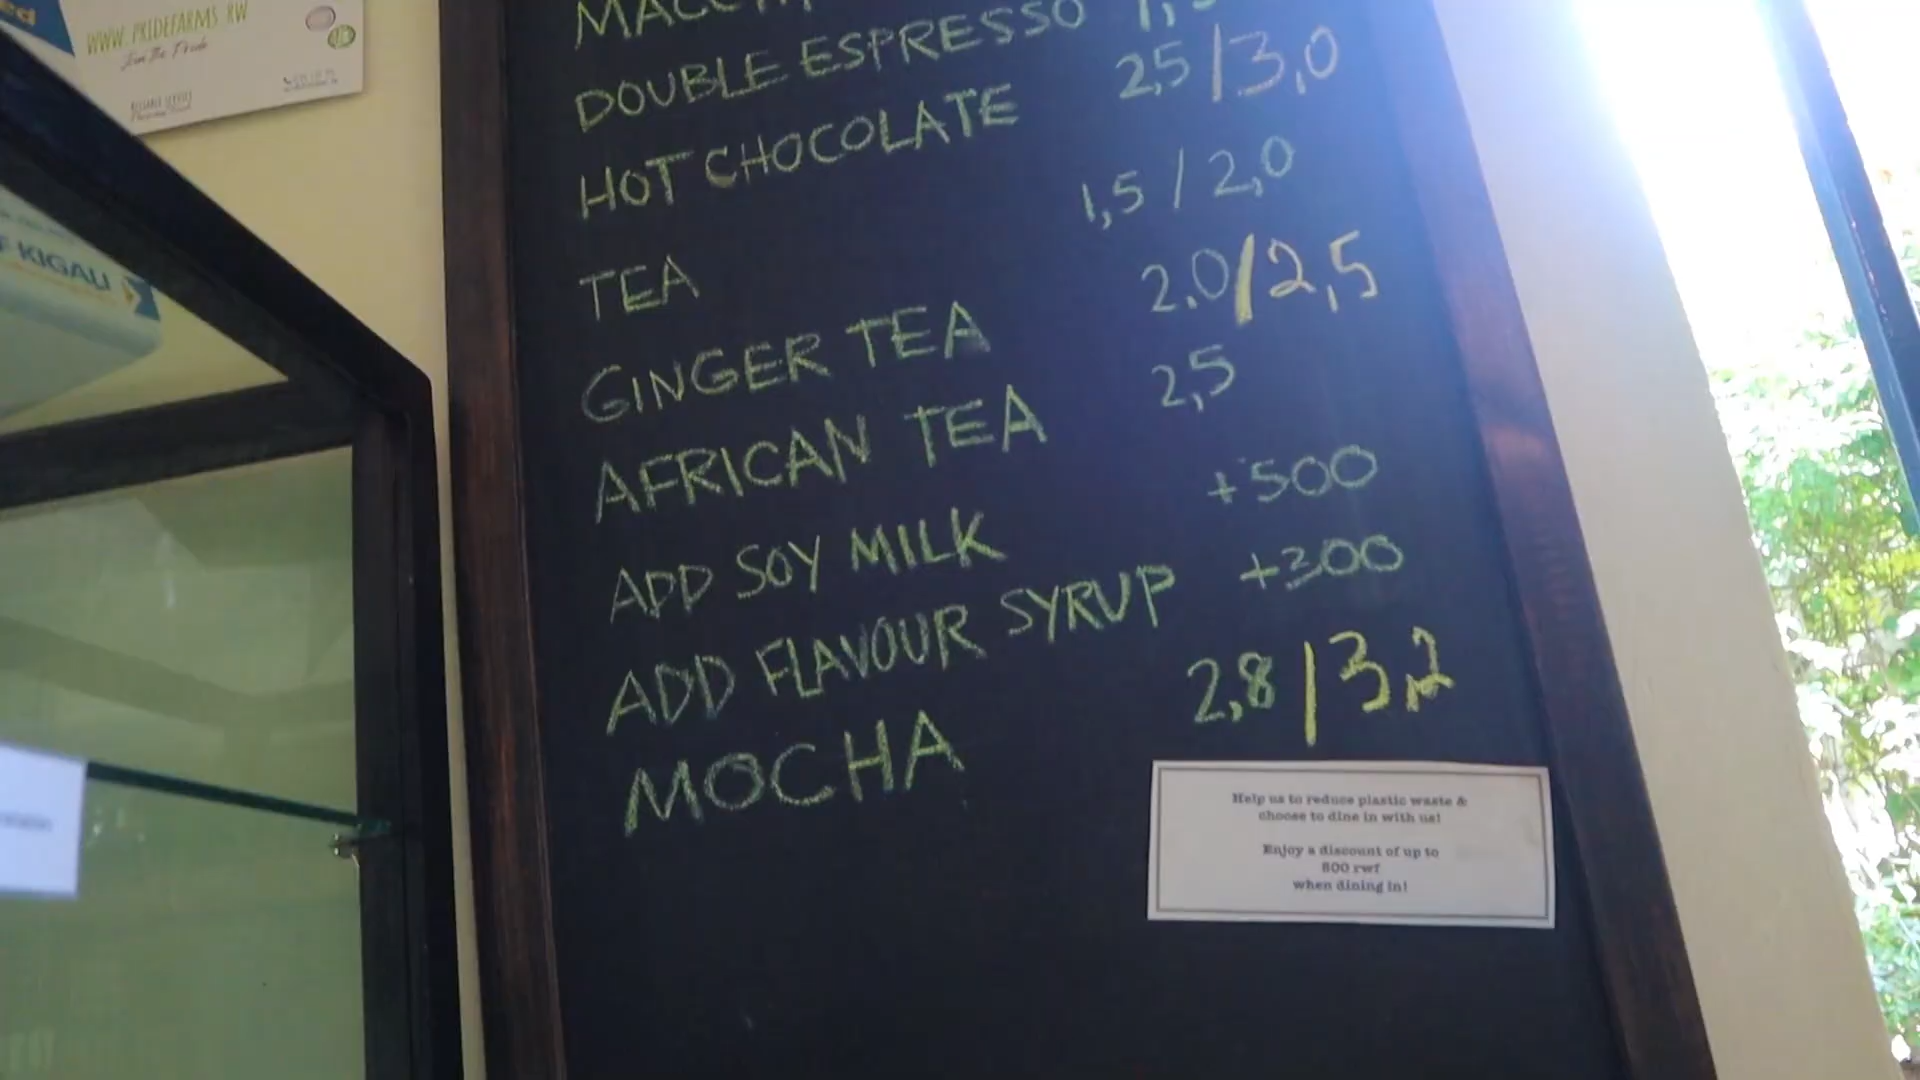 WWW.PRIDEFARMS.RW
Join the Pride
F KIGALI
DOUBLE ESPRESSO
HOT CHOCOLATE 2,5 / 3,0
TEA 1,5 / 2,0
GINGER TEA 2.0/2,5
AFRICAN TEA 2,5
ADD SOY MILK +500
ADD FLAVOUR SYRUP +300
MOCHA 2,8 / 3,2
Help us to reduce plastic waste &
choose to dine in with us!
Enjoy a discount of up to
500 rwf
when dining in!